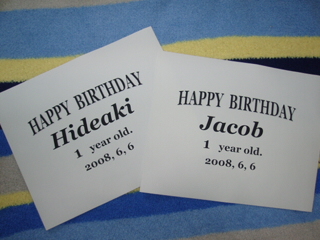 HAPPY BIRTHDAY
Hideaki
1 year old.
2008, 6, 6
HAPPY BIRTHDAY
Jacob
1 year old.
2008, 6, 6